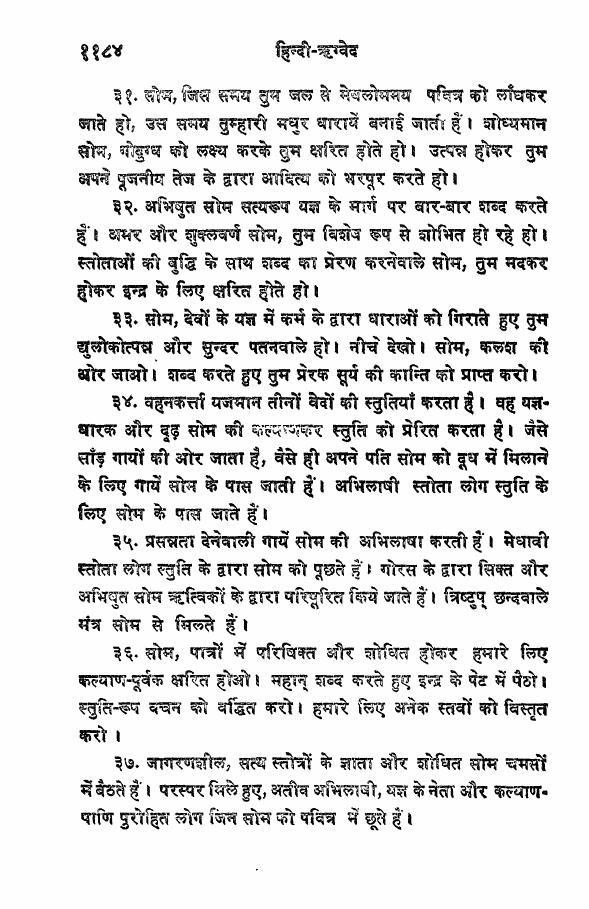 ११८४ हिन्दी-ऋग्वेद
३१. सोम, जिस समय तुम जल से मेषलोममय पवित्र को लाँघकर
जाते हो, उस समय तुम्हारी मधुर धारायें बनाई जाती हैं। शोध्यमान
सोम, गोदुग्ध को लक्ष्य करके तुम क्षरित होते हो। उत्पन्न होकर तुम
अपने पूजनीय तेज के द्वारा आदित्य को भरपूर करते हो।
३२. अभिषुत सोम सत्यरूप यज्ञ के मार्ग पर बार-बार शब्द करते
हैं। अमर और शुक्लवर्ण सोम, तुम विशेष रूप से शोभित हो रहे हो।
स्तोताओं की बुद्धि के साथ शब्द का प्रेरण करनेवाले सोम, तुम मदकर
होकर इन्द्र के लिए क्षरित होते हो।
३३. सोम, देवों के यज्ञ में कर्म के द्वारा धाराओं को गिराते हुए तुम
द्युलोकोत्पन्न और सुन्दर पतनवाले हो। नीचे देखो। सोम, कलश की
ओर जाओ। शब्द करते हुए तुम प्रेरक सूर्य की कान्ति को प्राप्त करो।
३४. वहनकर्त्ता यजमान तीनों वेदों की स्तुतियाँ करता है। वह यज्ञ-
धारक और दृढ़ सोम की कल्याणकर स्तुति को प्रेरित करता है। जैसे
साँड़ गायों की ओर जाता है, वैसे ही अपने पति सोम को दूध में मिलाने
के लिए गायें सोम के पास जाती हैं। अभिलाषी स्तोता लोग स्तुति के
लिए सोम के पास जाते हैं।
३५. प्रसन्नता देनेवाली गायें सोम की अभिलाषा करती हैं। मेधावी
स्तोता लोग स्तुति के द्वारा सोम को पूछते हैं। गोरस के द्वारा सिक्त और
अभिषुत सोम ऋत्विकों के द्वारा परिपूरित किये जाते हैं। त्रिष्टुप् छन्दवाले
मंत्र सोम से मिलते हैं।
३६. सोम, पात्रों में परिषिक्त और शोधित होकर हमारे लिए
कल्याण-पूर्वक क्षरित होओ। महान् शब्द करते हुए इन्द्र के पेट में पैठो।
स्तुति-रूप वचन को वर्द्धित करो। हमारे लिए अनेक स्तवों को विस्तृत
करो।
३७. जागरणशील, सत्य स्तोत्रों के ज्ञाता और शोधित सोम चमसों
में बैठते हैं। परस्पर मिले हुए, अतीव अभिलाषी, यज्ञ के नेता और कल्याण-
पाणि पुरोहित लोग जिन सोम को पवित्र में छूते हैं।